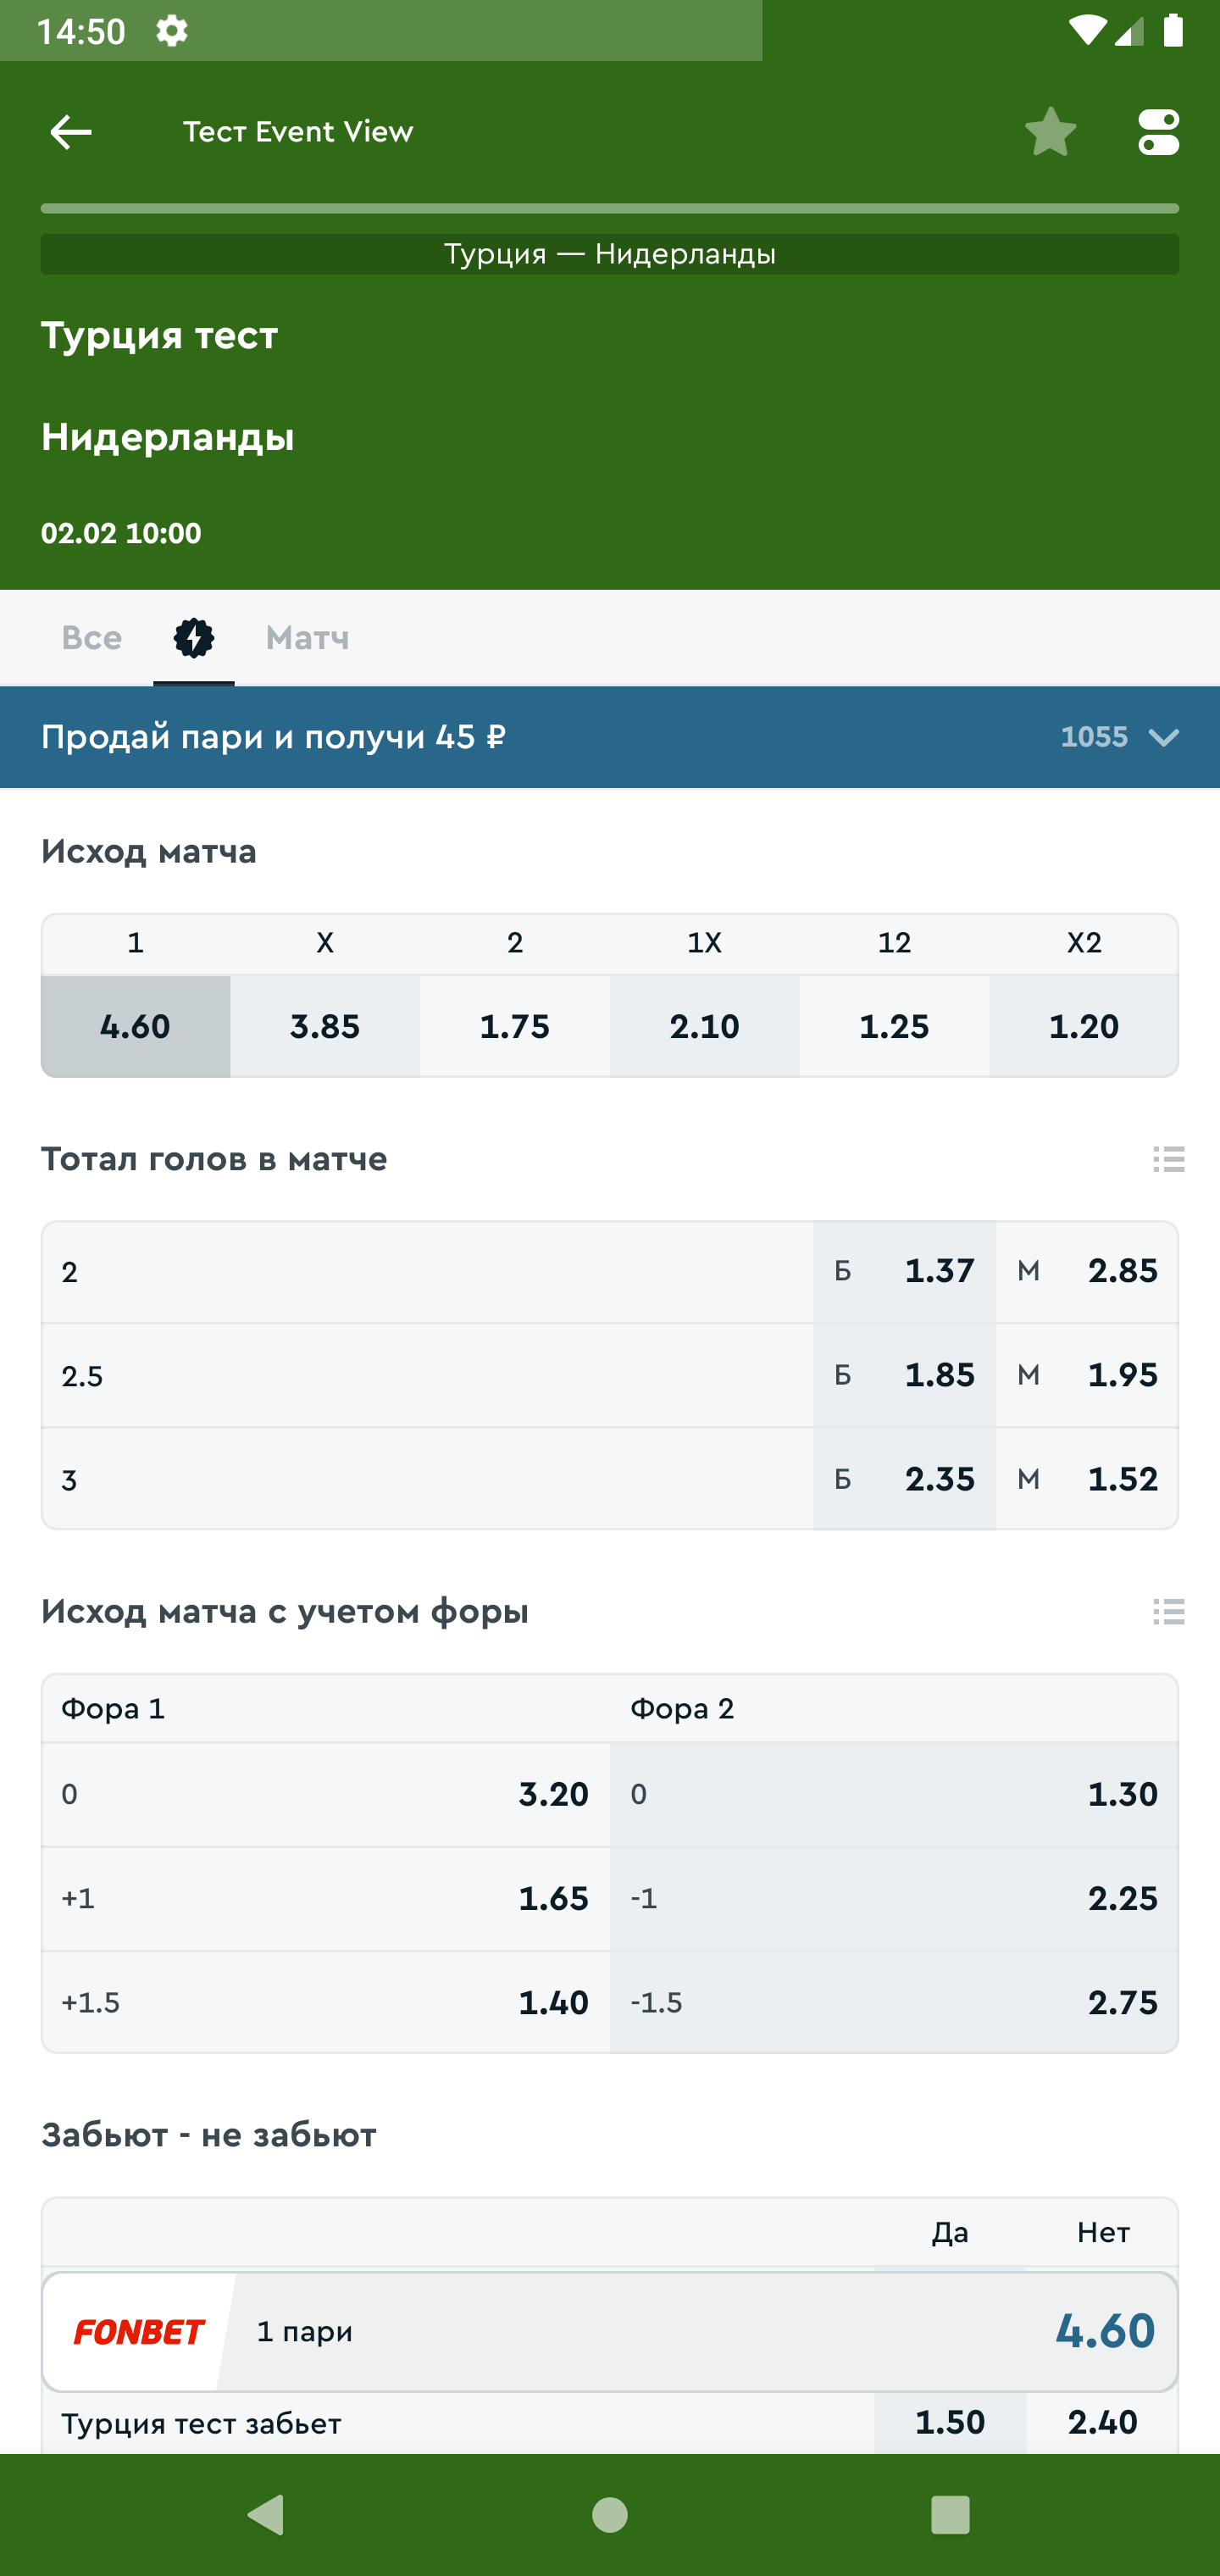 14:50
Тест Event View
Турция — Нидерланды
Турция тест
Нидерланды
02.02 10:00
Все Матч
Продай пари и получи 45 ₽ 1055
Исход матча
1 X 2 1X 12 X2
4.60 3.85 1.75 2.10 1.25 1.20
Тотал голов в матче
2 Б 1.37 М 2.85
2.5 Б 1.85 М 1.95
3 Б 2.35 М 1.52
Исход матча с учетом форы
Фора 1 Фора 2
0 3.20 0 1.30
+1 1.65 -1 2.25
+1.5 1.40 -1.5 2.75
Забьют - не забьют
Да Нет
FONBET 1 пари 4.60
Турция тест забьет 1.50 2.40